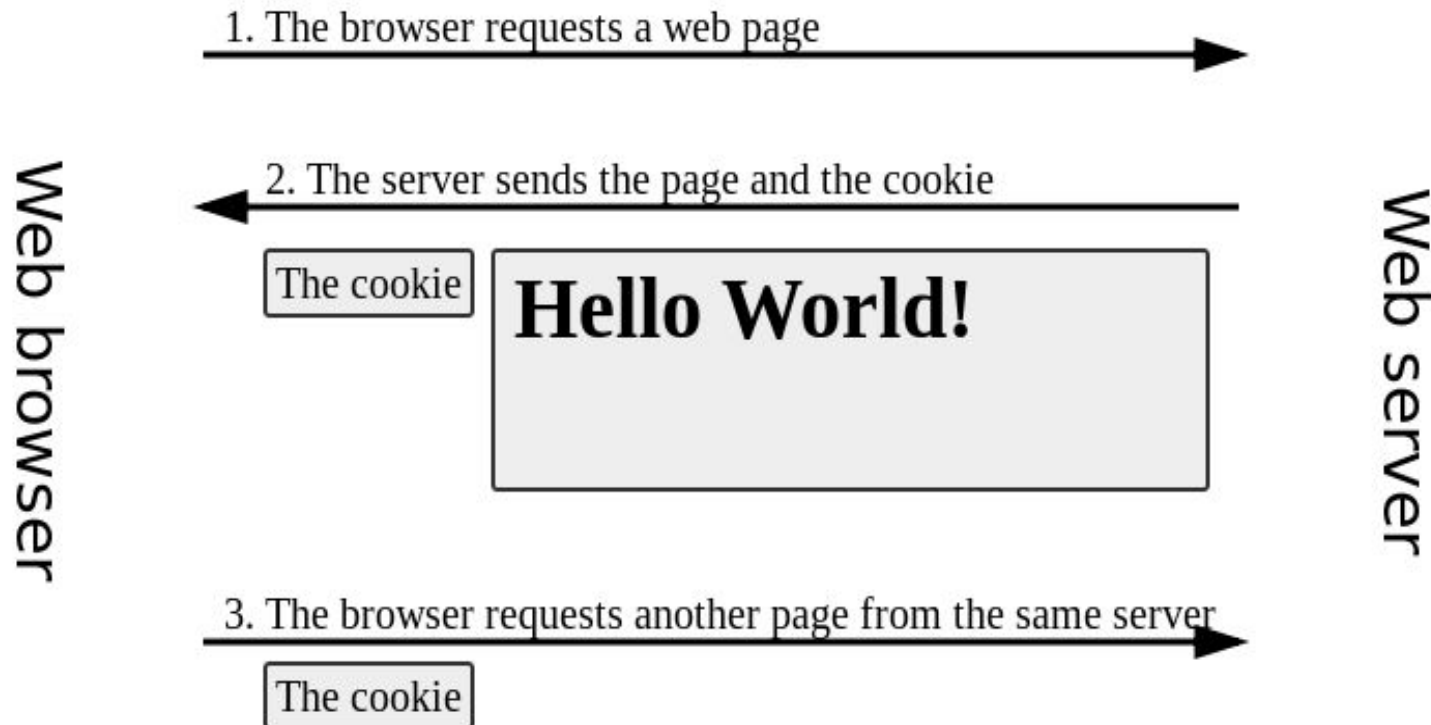 1. The browser requests a web page
2. The server sends the page and the cookie
Web browser
Web server
The cookie
Hello World!
3. The browser requests another page from the same server
The cookie